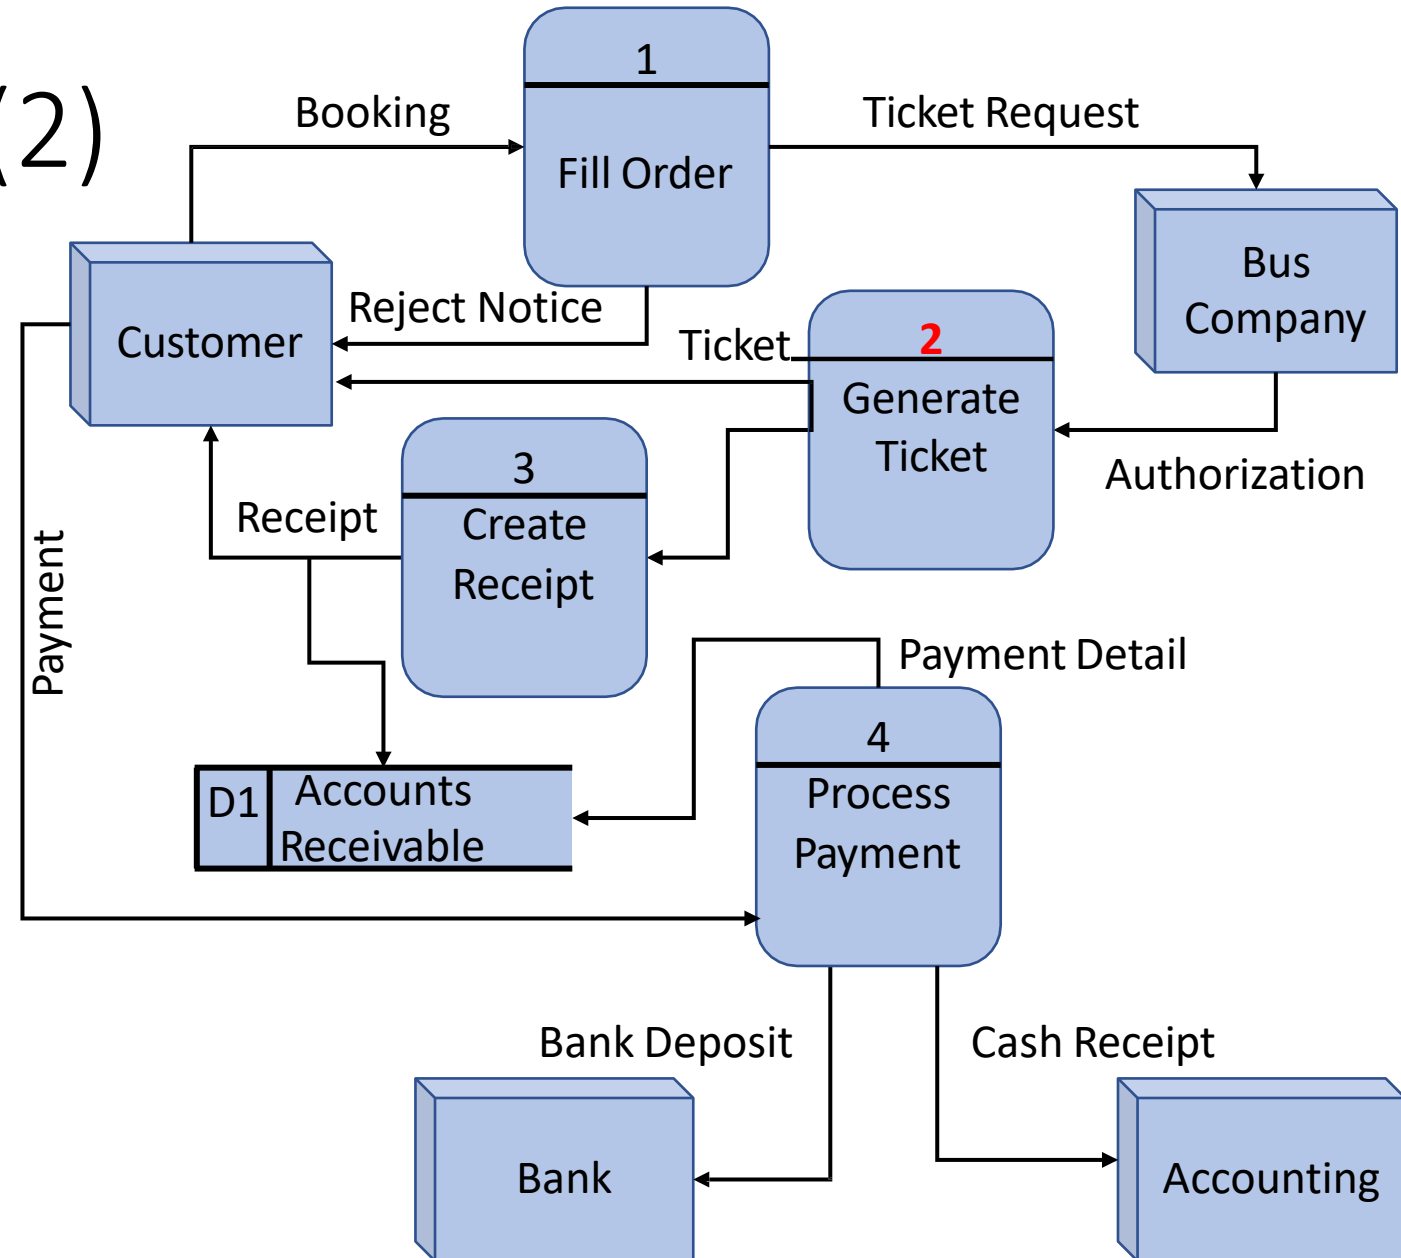 (2)
1
Fill Order
Booking
Ticket Request
Bus
Company
Customer
Reject Notice
Ticket
2
Generate
Ticket
Authorization
3
Create
Receipt
Receipt
Payment
Payment Detail
4
Process
Payment
D1
Accounts
Receivable
Bank Deposit
Cash Receipt
Bank
Accounting